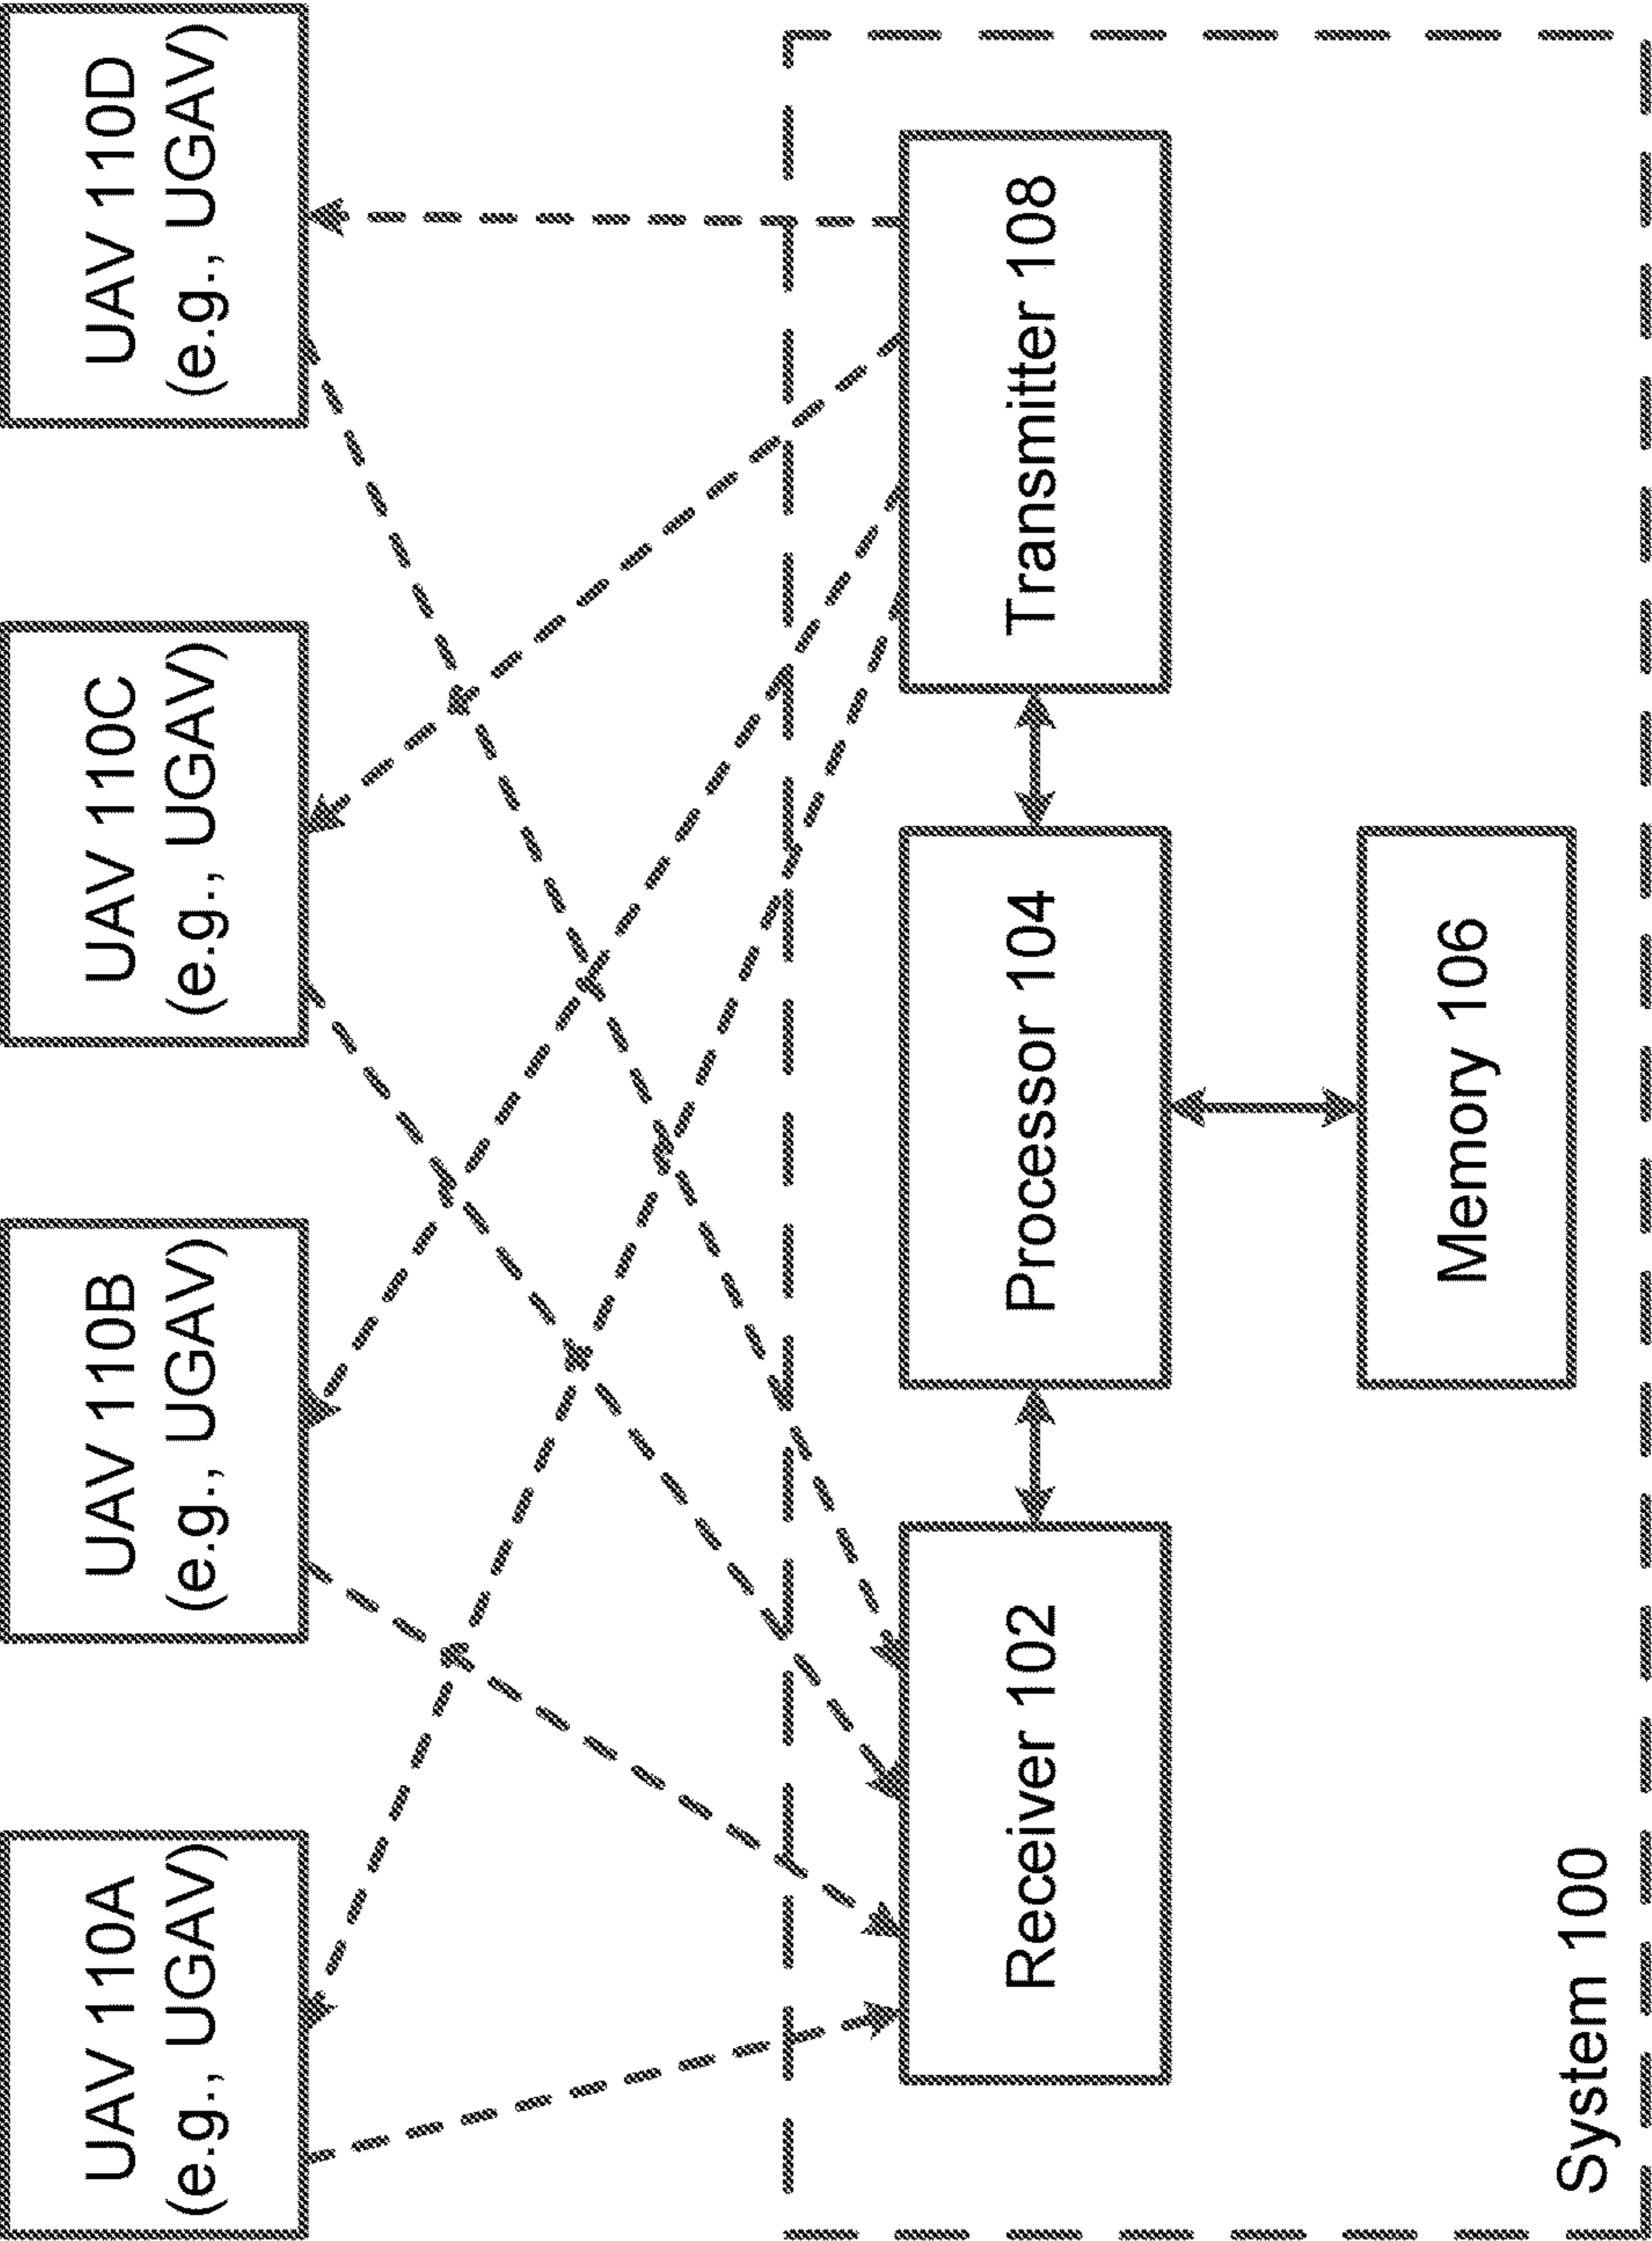 UAV 110A
(e.g., UGAV)
UAV 110B
(e.g., UGAV)
UAV 110C
(e.g., UGAV)
UAV 110D
(e.g., UGAV)
Receiver 102
Processor 104
Transmitter 108
Memory 106
System 100